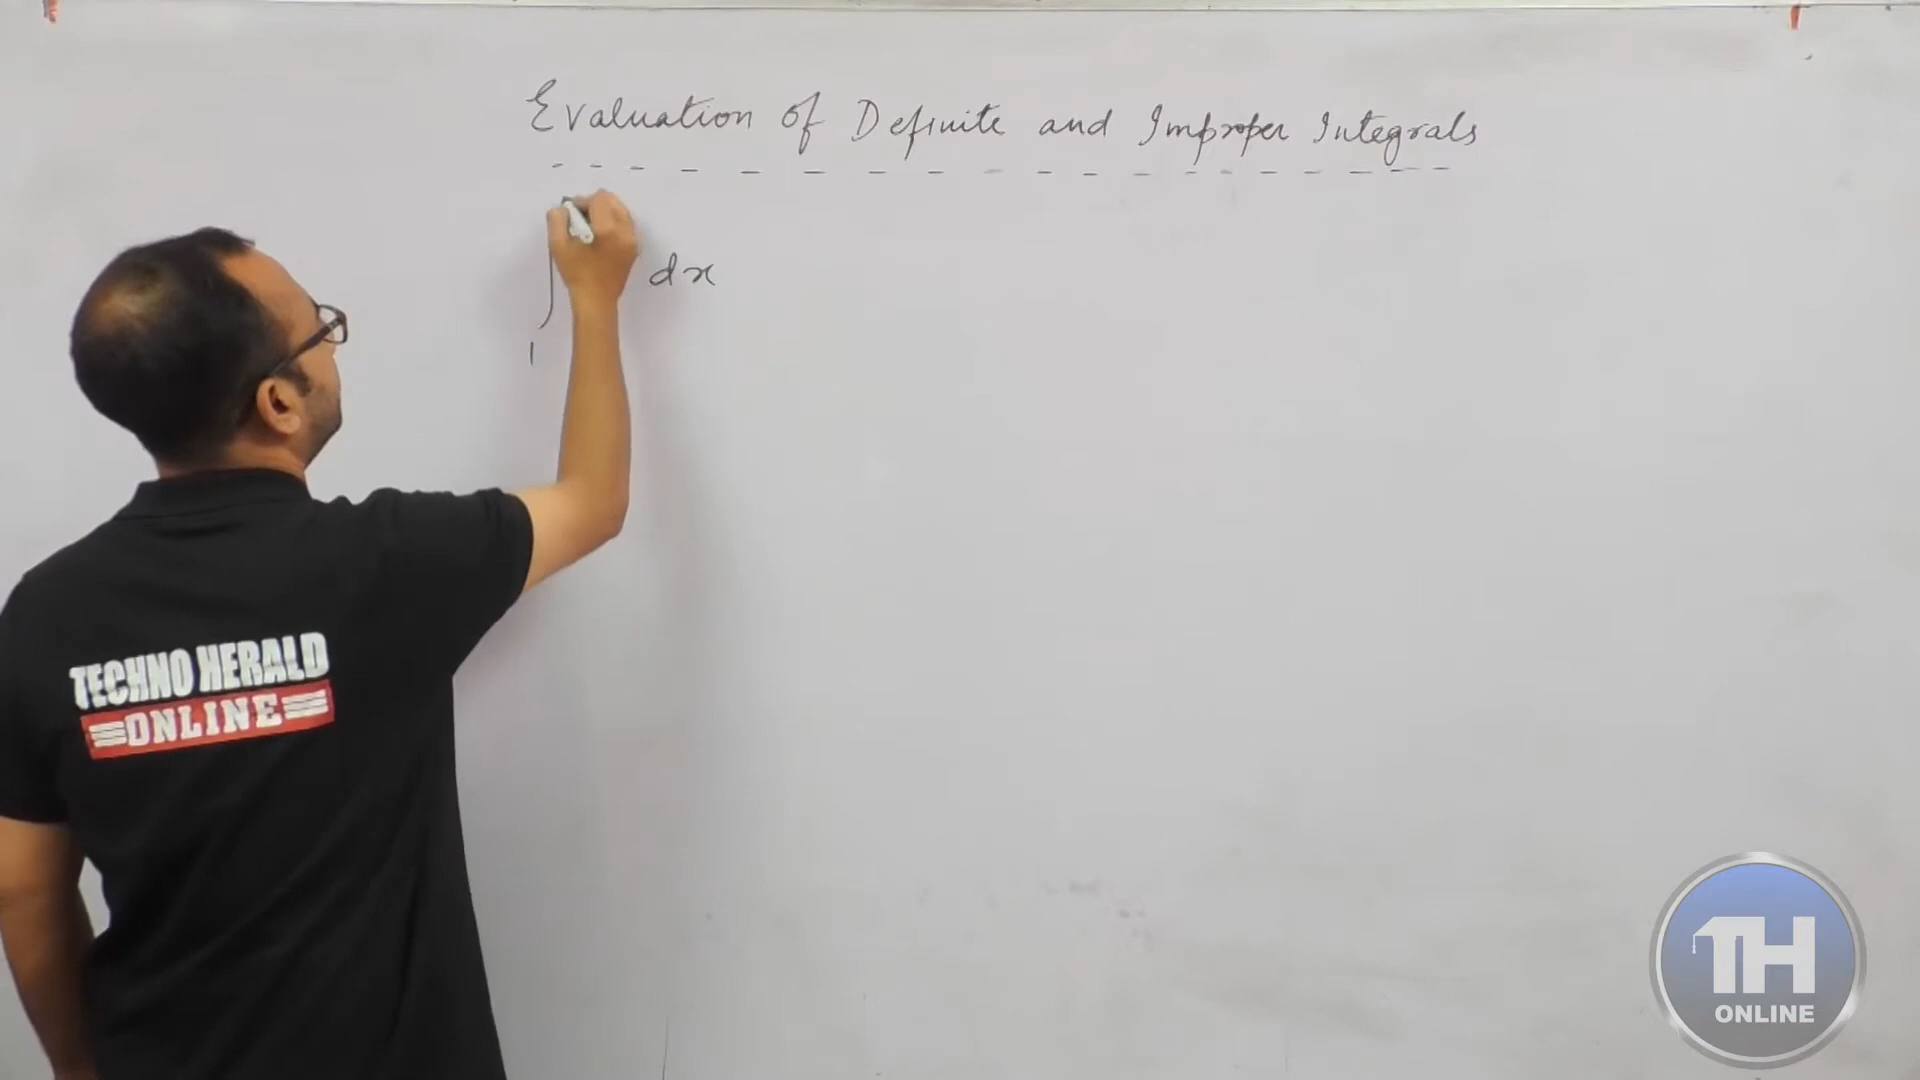 Evaluation of Definite and Improper Integrals
∫ dx
1
TECHNO HERALD
ONLINE
TH
ONLINE